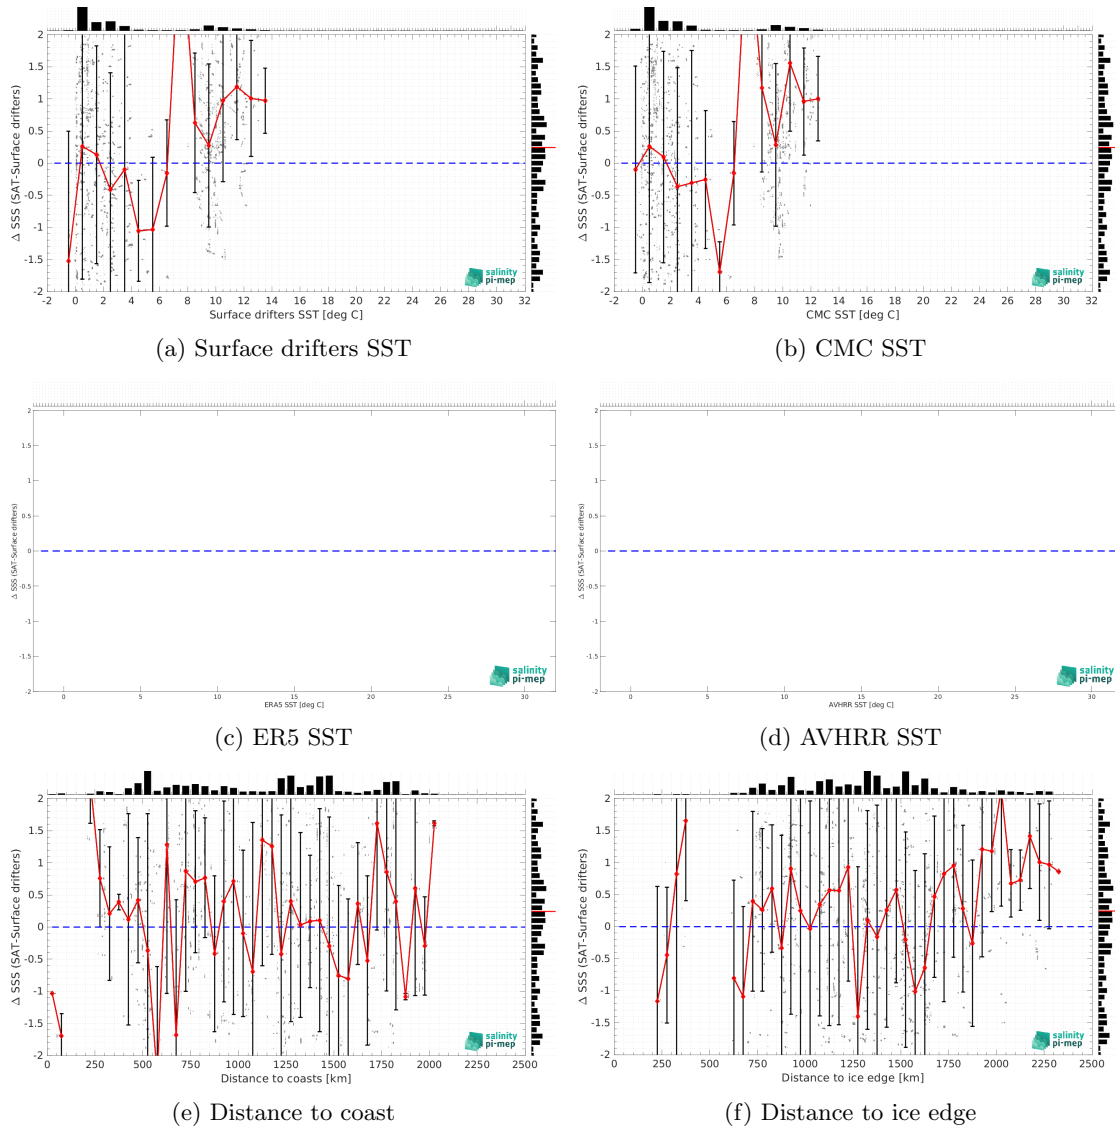 2
1.5
1
0.5
0
-0.5
-1
-1.5
-2
Δ SSS (SAT-Surface drifters)
-2 0 2 4 6 8 10 12 14 16 18 20 22 24 26 28 30 32
Surface drifters SST [deg C]
salinity
pi-mep
(a) Surface drifters SST
2
1.5
1
0.5
0
-0.5
-1
-1.5
-2
Δ SSS (SAT-Surface drifters)
-2 0 2 4 6 8 10 12 14 16 18 20 22 24 26 28 30 32
CMC SST [deg C]
salinity
pi-mep
(b) CMC SST
2
1.5
1
0.5
0
-0.5
-1
-1.5
-2
Δ SSS (SAT-Surface drifters)
0 5 10 15 20 25 30
ERA5 SST [deg C]
salinity
pi-mep
(c) ER5 SST
2
1.5
1
0.5
0
-0.5
-1
-1.5
-2
Δ SSS (SAT-Surface drifters)
0 5 10 15 20 25 30
AVHRR SST [deg C]
salinity
pi-mep
(d) AVHRR SST
2
1.5
1
0.5
0
-0.5
-1
-1.5
-2
Δ SSS (SAT-Surface drifters)
0 250 500 750 1000 1250 1500 1750 2000 2250 2500
Distance to coasts [km]
salinity
pi-mep
(e) Distance to coast
2
1.5
1
0.5
0
-0.5
-1
-1.5
-2
Δ SSS (SAT-Surface drifters)
0 250 500 750 1000 1250 1500 1750 2000 2250 2500
Distance to ice edge [km]
salinity
pi-mep
(f) Distance to ice edge